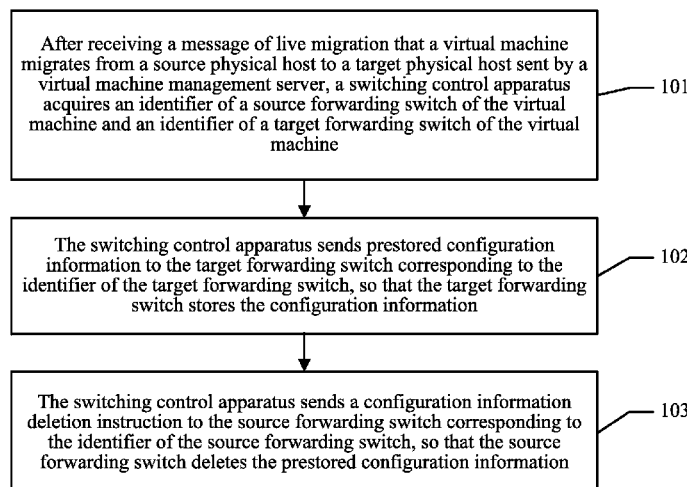 After receiving a message of live migration that a virtual machine
migrates from a source physical host to a target physical host sent by a
virtual machine management server, a switching control apparatus
acquires an identifier of a source forwarding switch of the virtual
machine and an identifier of a target forwarding switch of the virtual
machine
101
The switching control apparatus sends prestored configuration
information to the target forwarding switch corresponding to the
identifier of the target forwarding switch, so that the target forwarding
switch stores the configuration information
102
The switching control apparatus sends a configuration information
deletion instruction to the source forwarding switch corresponding to
the identifier of the source forwarding switch, so that the source
forwarding switch deletes the prestored configuration information
103